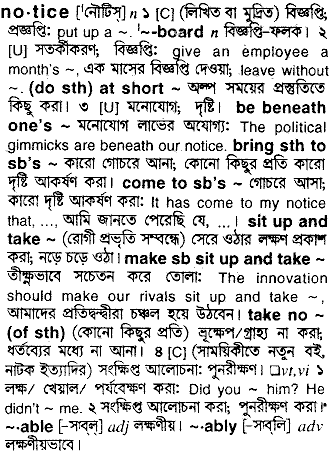 no·tice ['নৌটিস্] n ১ [C] (লিখিত বা মুদ্রিত) বিজ্ঞপ্তি,
প্রজ্ঞপ্তি: put up a ~. '~-board n বিজ্ঞপ্তি-ফলক। ২
[U] সতর্কীকরণ, বিজ্ঞপ্তি: give an employee a
month's ~, এক মাসের বিজ্ঞপ্তি দেওয়া; leave without
~. (do sth) at short ~ অল্প সময়ের প্রস্তুতিতে
কিছু করা। ৩ [U] মনোযোগ; দৃষ্টি। be beneath
one's ~ মনোযোগ লাভের অযোগ্য: The political
gimmicks are beneath our notice. bring sth to
sb's ~ কারো গোচরে আনা; কোনো কিছুর প্রতি কারো
দৃষ্টি আকর্ষণ করা। come to sb's ~ গোচরে আসা;
কারো দৃষ্টি আকর্ষণ করা: It has come to my notice
that, ..., আমি জানতে পেরেছি যে, ...। sit up and
take ~ (রোগী প্রভৃতি সম্বন্ধে) সেরে ওঠার লক্ষণ প্রকাশ
করা; নড়ে চড়ে ওঠা। make sb sit up and take ~
তীক্ষ্ণভাবে সচেতন করে তোলা: The innovation
should make our rivals sit up and take ~,
আমাদের প্রতিদ্বন্দ্বীরা চঞ্চল হয়ে উঠবেন। take no ~
(of sth) (কোনো কিছুর প্রতি) ভ্রূক্ষেপ/গ্রাহ্য না করা;
ধর্তব্যের মধ্যে না আনা। ৪ [C] (সাময়িকীতে নতুন বই,
নাটক ইত্যাদির) সংক্ষিপ্ত আলোচনা; পুনরীক্ষণ। □vt,vi ১
লক্ষ/ খেয়াল/ পর্যবেক্ষণ করা: Did you ~ him? He
didn't ~ me. ২ সংক্ষিপ্ত আলোচনা করা; পুনরীক্ষণ করা।
~·able [-সাব্‌ল্] adj লক্ষণীয়। ~·ably [-সাব্‌লি] adv
লক্ষণীয়ভাবে।